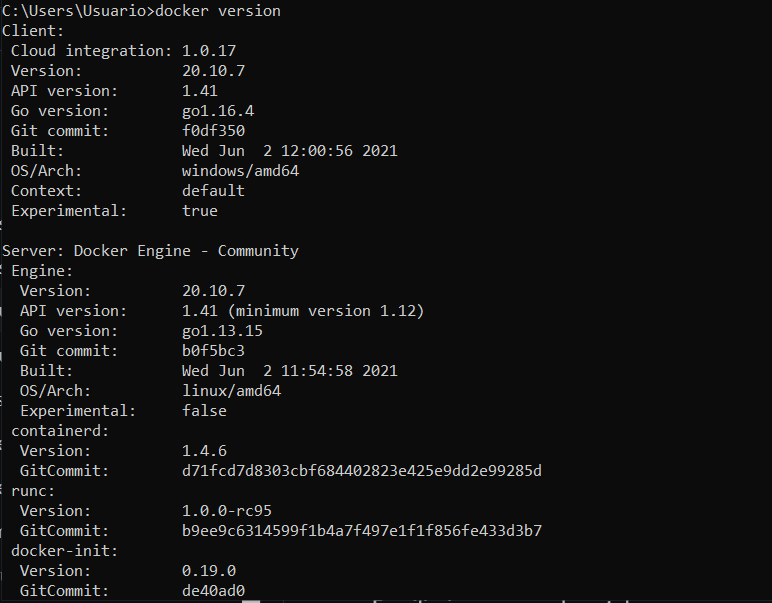 C:\Users\Usuario>docker version
Client:
 Cloud integration: 1.0.17
 Version:           20.10.7
 API version:       1.41
 Go version:        go1.16.4
 Git commit:        f0df350
 Built:             Wed Jun  2 12:00:56 2021
 OS/Arch:           windows/amd64
 Context:           default
 Experimental:      true

Server: Docker Engine - Community
 Engine:
  Version:          20.10.7
  API version:      1.41 (minimum version 1.12)
  Go version:       go1.13.15
  Git commit:       b0f5bc3
  Built:            Wed Jun  2 11:54:58 2021
  OS/Arch:          linux/amd64
  Experimental:     false
 containerd:
  Version:          1.4.6
  GitCommit:        d71fcd7d8303cbf684402823e425e9dd2e99285d
 runc:
  Version:          1.0.0-rc95
  GitCommit:        b9ee9c6314599f1b4a7f497e1f1f856fe433d3b7
 docker-init:
  Version:          0.19.0
  GitCommit:        de40ad0